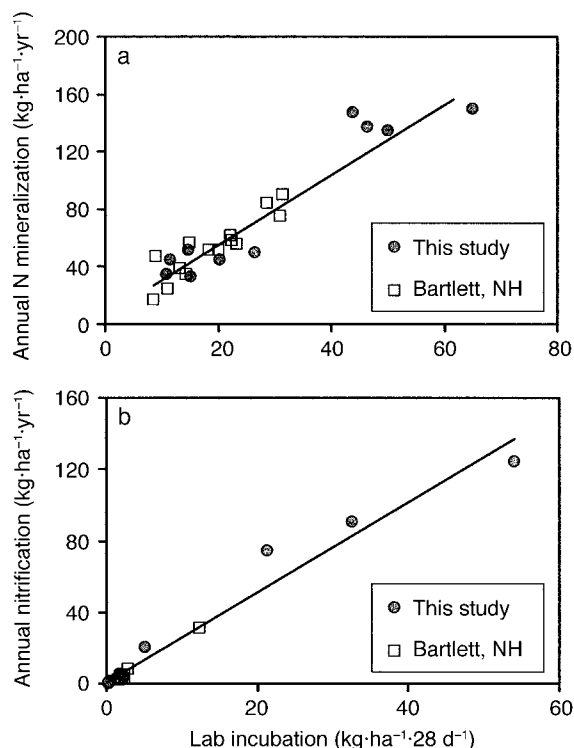 a
Annual N mineralization (kg·ha⁻¹·yr⁻¹)
200
160
120
80
40
0
0 20 40 60 80
This study
Bartlett, NH
b
Annual nitrification (kg·ha⁻¹·yr⁻¹)
160
120
80
40
0
0 20 40 60
This study
Bartlett, NH
Lab incubation (kg·ha⁻¹·28 d⁻¹)